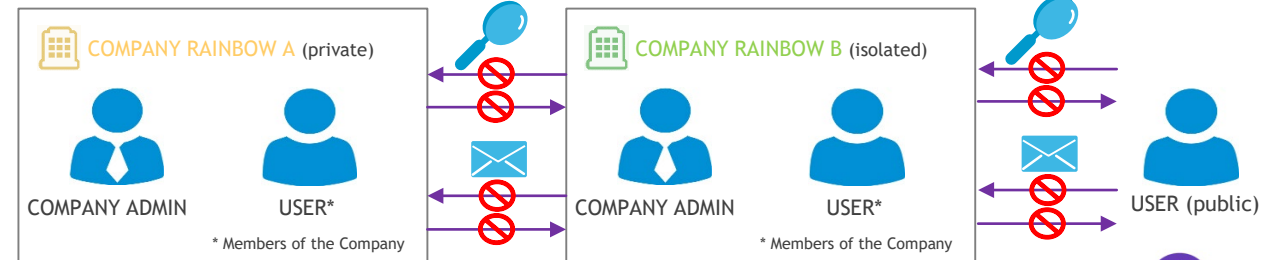 COMPANY RAINBOW A (private)
COMPANY RAINBOW B (isolated)
COMPANY ADMIN
USER*
COMPANY ADMIN
USER*
USER (public)
* Members of the Company
* Members of the Company